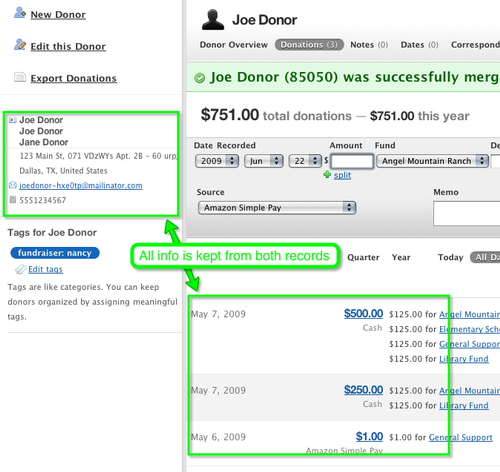 New Donor
Edit this Donor
Export Donations
Joe Donor
Joe Donor
Jane Donor
123 Main St, 071 VDzWYs Apt. 2B - 60 urp,
Dallas, TX, United States
joedonor-hxe0tp@mailinator.com
5551234567
Tags for Joe Donor
fundraiser: nancy
Edit tags
Tags are like categories. You can keep
donors organized by assigning meaningful
tags.
Joe Donor
Donor Overview Donations (3) Notes (0) Dates (0) Correspond
Joe Donor (85050) was successfully merg
$751.00 total donations — $751.00 this year
Date Recorded Amount Fund De
2009 Jun 22 $ Angel Mountain Ranch
split
Source Memo
Amazon Simple Pay
All info is kept from both records
Quarter Year Today All Da
May 7, 2009 $500.00 $125.00 for Angel Mountain
Cash $125.00 for Elementary Sch
$125.00 for General Support
$125.00 for Library Fund
May 7, 2009 $250.00 $125.00 for Angel Mountain
Cash $125.00 for Library Fund
May 6, 2009 $1.00 $1.00 for General Support
Amazon Simple Pay